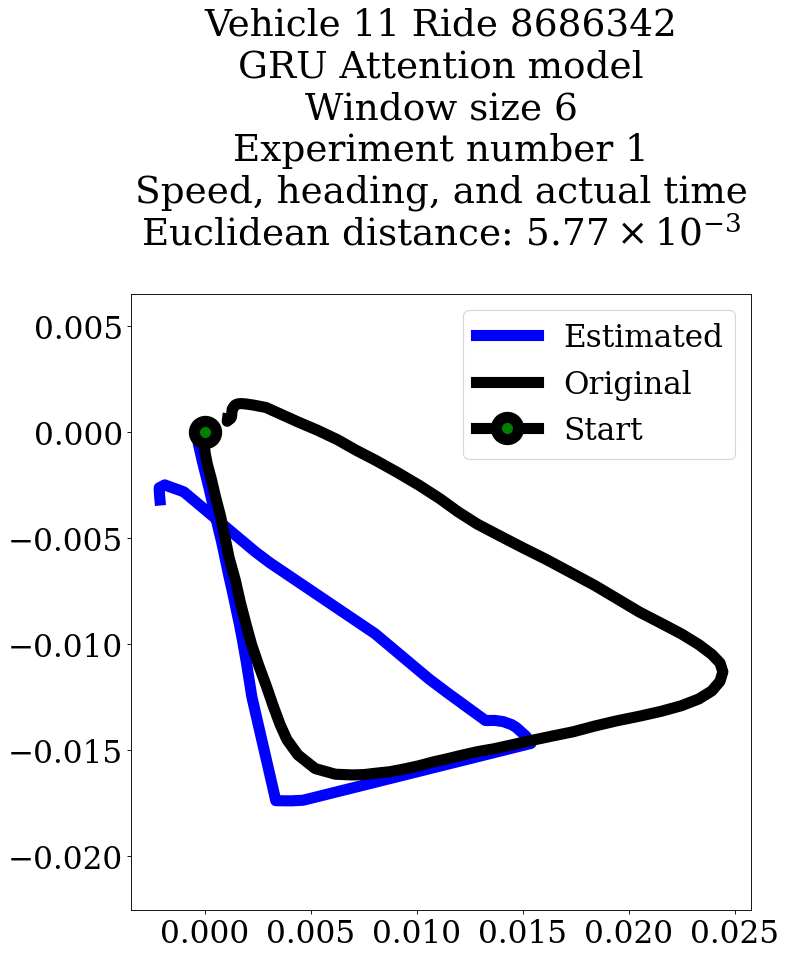 Vehicle 11 Ride 8686342
GRU Attention model
Window size 6
Experiment number 1
Speed, heading, and actual time
Euclidean distance: 5.77 × 10⁻³
Estimated
Original
Start
0.005
0.000
−0.005
−0.010
−0.015
−0.020
0.000 0.005 0.010 0.015 0.020 0.025